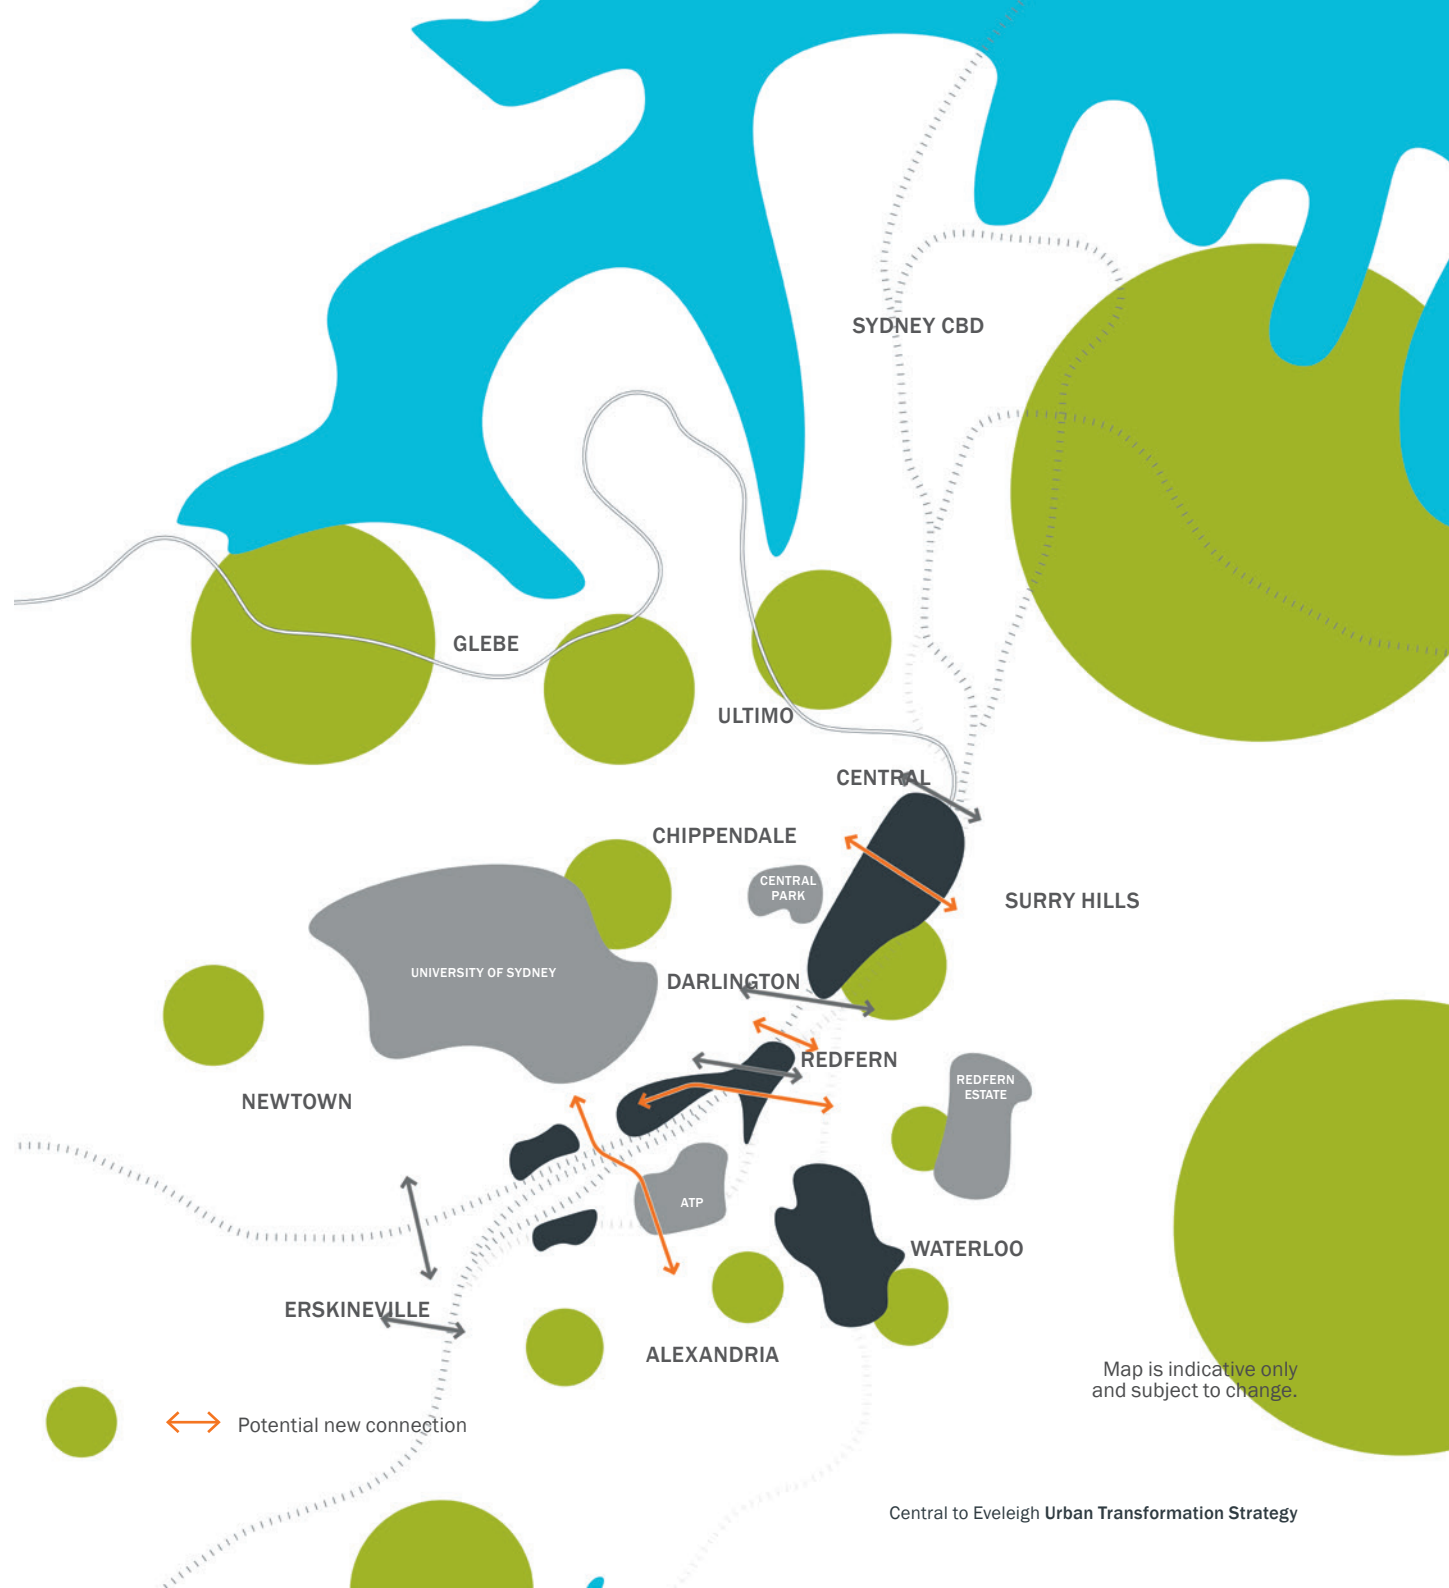 SYDNEY CBD
GLEBE
ULTIMO
CENTRAL
CHIPPENDALE
CENTRAL
PARK
SURRY HILLS
UNIVERSITY OF SYDNEY
DARLINGTON
REDFERN
REDFERN
ESTATE
NEWTOWN
ATP
WATERLOO
ERSKINEVILLE
ALEXANDRIA
Map is indicative only
and subject to change.
Potential new connection
Central to Eveleigh Urban Transformation Strategy